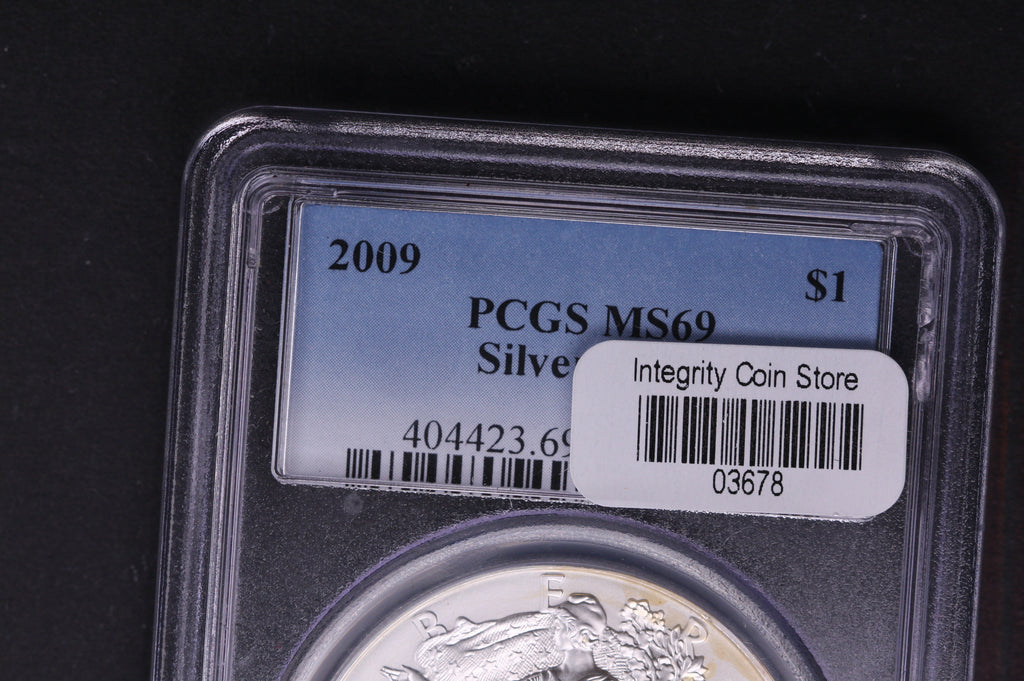 2009
$1
PCGS MS69
Silve
404423.69
Integrity Coin Store
03678
B E D